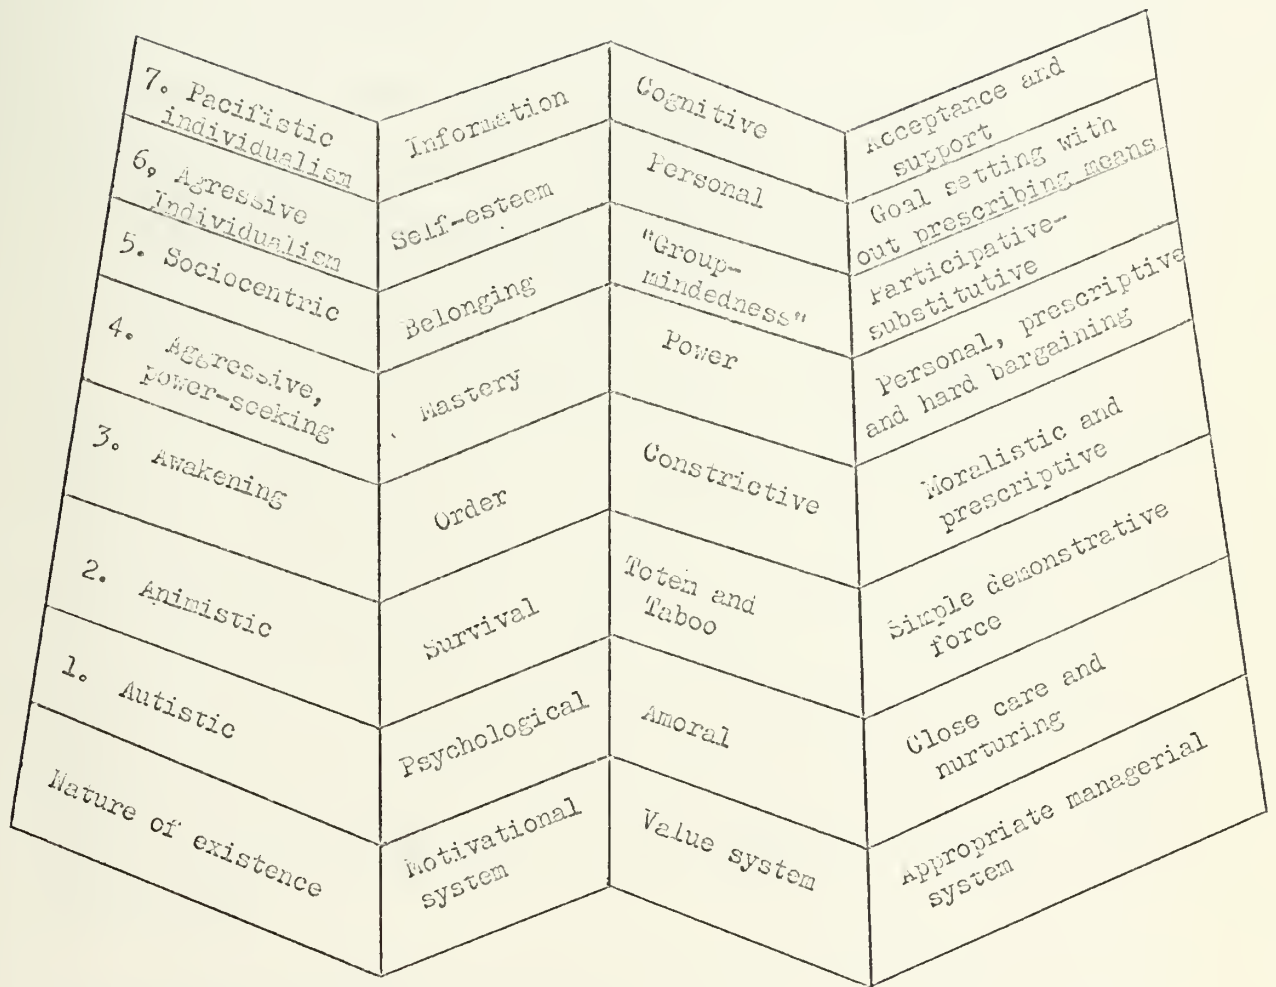 7. Pacifistic
individualism
Information
Cognitive
Acceptance and
support
6, Agressive
Individualism
Self-esteem
Personal
Goal setting with
out prescribing means
5. Sociocentric
Belonging
"Group-
mindedness"
Participative-
substitutive
4. Aggressive,
power-seeking
Mastery
Power
Personal, prescriptive
and hard bargaining
3. Awakening
Order
Constrictive
Moralistic and
prescriptive
2. Animistic
Survival
Totem and
Taboo
Simple demonstrative
force
1. Autistic
Psychological
Amoral
Close care and
nurturing
Nature of existence
Motivational
system
Value system
Appropriate managerial
system